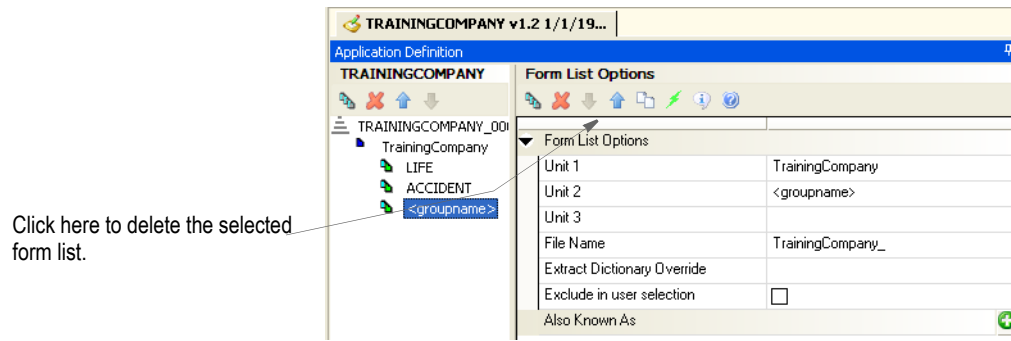 TRAININGCOMPANY v1.2 1/1/19...
Application Definition
TRAININGCOMPANY
Form List Options
TRAININGCOMPANY_00
TrainingCompany
LIFE
ACCIDENT
<groupname>
Form List Options
Unit 1 TrainingCompany
Unit 2 <groupname>
Unit 3
File Name TrainingCompany_
Extract Dictionary Override
Exclude in user selection
Also Known As
Click here to delete the selected
form list.